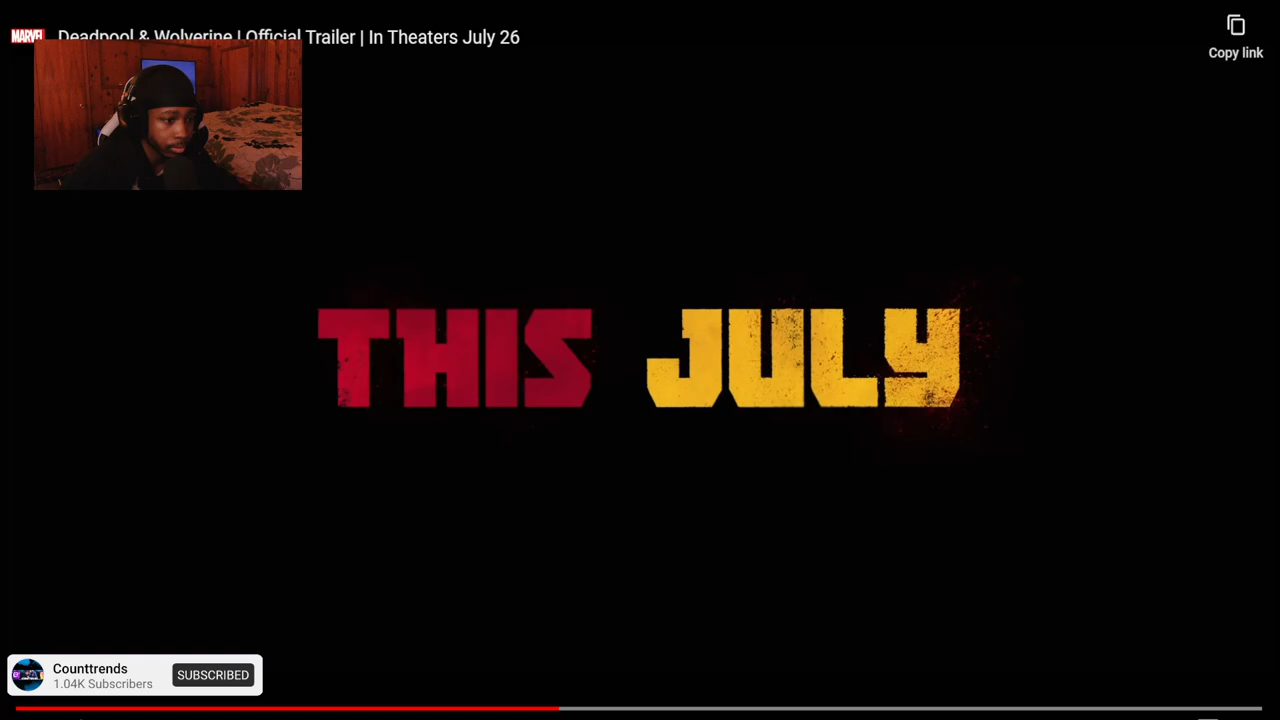 MARVEL Deadpool & Wolverine | Official Trailer | In Theaters July 26
Copy link
THIS JULY
Counttrends
1.04K Subscribers
SUBSCRIBED